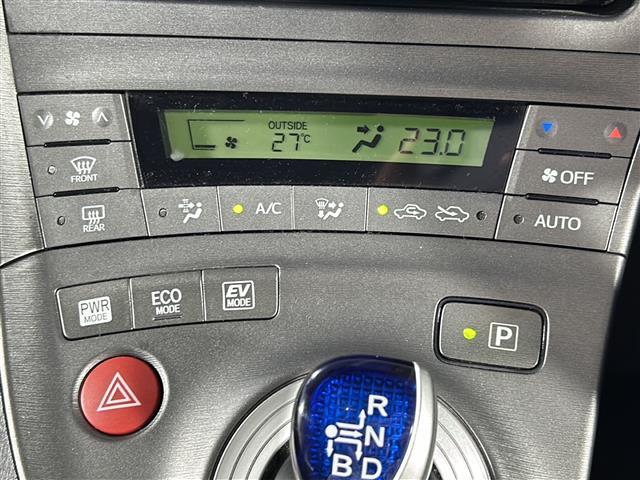 OUTSIDE
27°C 23.0
FRONT
OFF
REAR
A/C
AUTO
PWR MODE
ECO MODE
EV MODE
P
R
N
B D